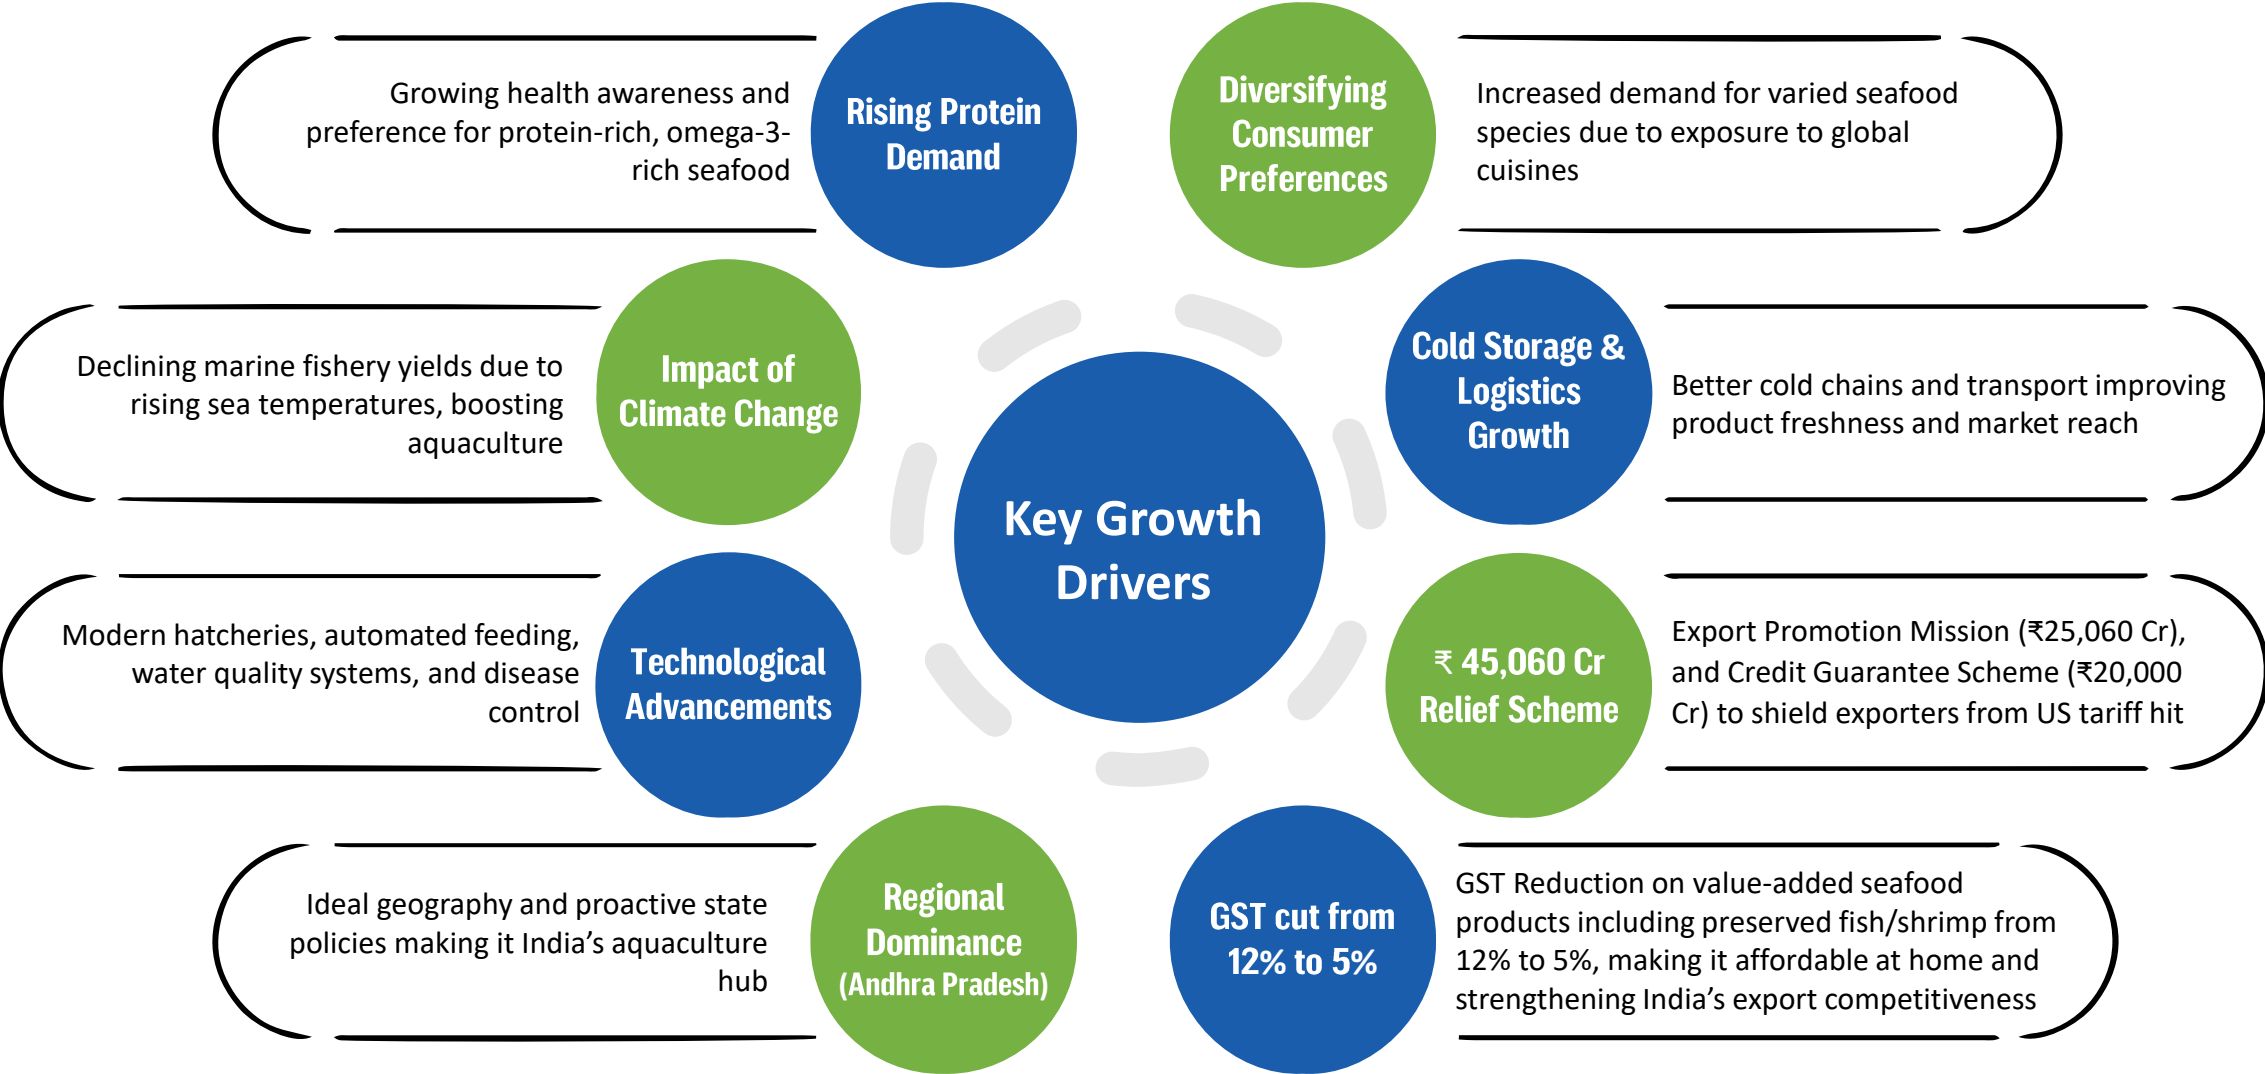 Growing health awareness and
preference for protein-rich, omega-3-
rich seafood
Rising Protein
Demand
Diversifying
Consumer
Preferences
Increased demand for varied seafood
species due to exposure to global
cuisines
Declining marine fishery yields due to
rising sea temperatures, boosting
aquaculture
Impact of
Climate Change
Cold Storage &
Logistics
Growth
Better cold chains and transport improving
product freshness and market reach
Key Growth
Drivers
Modern hatcheries, automated feeding,
water quality systems, and disease
control
Technological
Advancements
₹ 45,060 Cr
Relief Scheme
Export Promotion Mission (₹25,060 Cr),
and Credit Guarantee Scheme (₹20,000
Cr) to shield exporters from US tariff hit
Ideal geography and proactive state
policies making it India’s aquaculture
hub
Regional
Dominance
(Andhra Pradesh)
GST cut from
12% to 5%
GST Reduction on value-added seafood
products including preserved fish/shrimp from
12% to 5%, making it affordable at home and
strengthening India’s export competitiveness